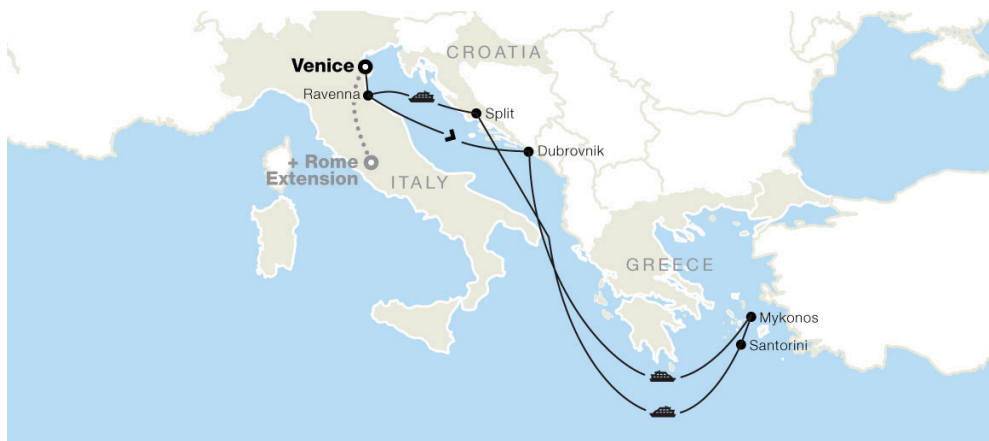 CROATIA
Venice
Ravenna
Split
Dubrovnik
+ Rome
Extension
ITALY
GREECE
Mykonos
Santorini